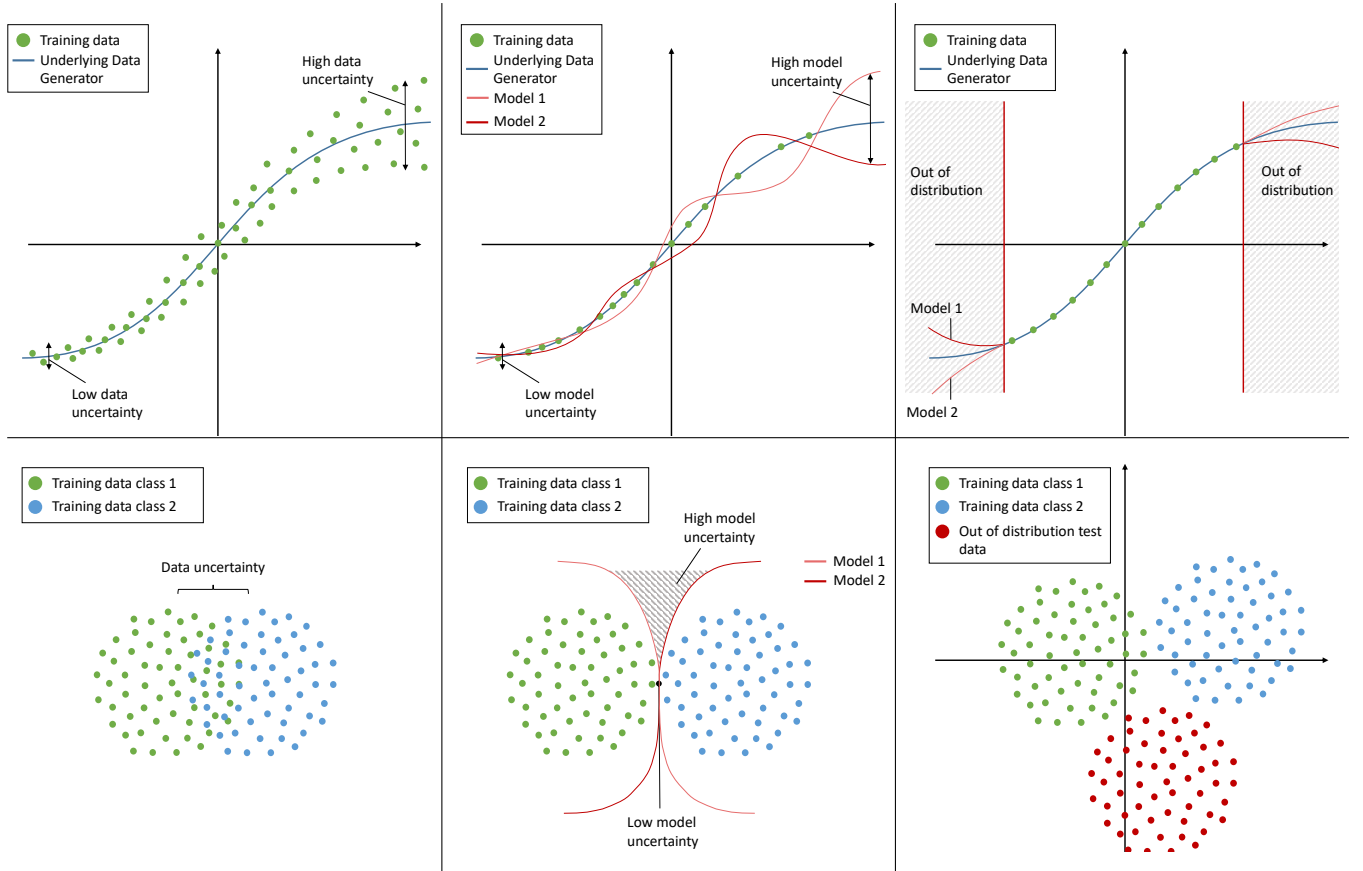 Training data
Underlying Data
Generator
High data
uncertainty
Low data
uncertainty
Training data
Underlying Data
Generator
Model 1
Model 2
High model
uncertainty
Low model
uncertainty
Training data
Underlying Data
Generator
Out of
distribution
Out of
distribution
Model 1
Model 2
Training data class 1
Training data class 2
Data uncertainty
Training data class 1
Training data class 2
High model
uncertainty
Model 1
Model 2
Low model
uncertainty
Training data class 1
Training data class 2
Out of distribution test
data